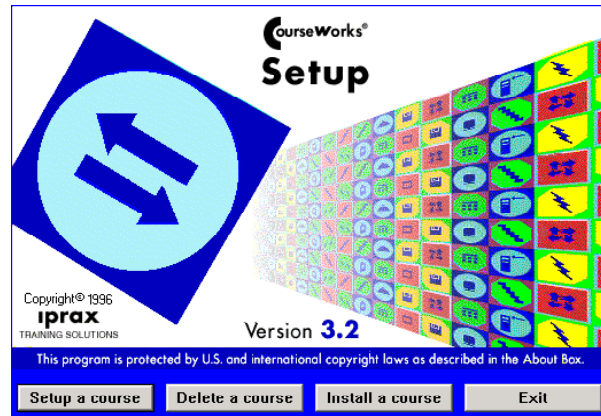 CourseWorks®
Setup
Copyright© 1996
iprax
TRAINING SOLUTIONS
Version 3.2
This program is protected by U.S. and international copyright laws as described in the About Box.
Setup a course
Delete a course
Install a course
Exit